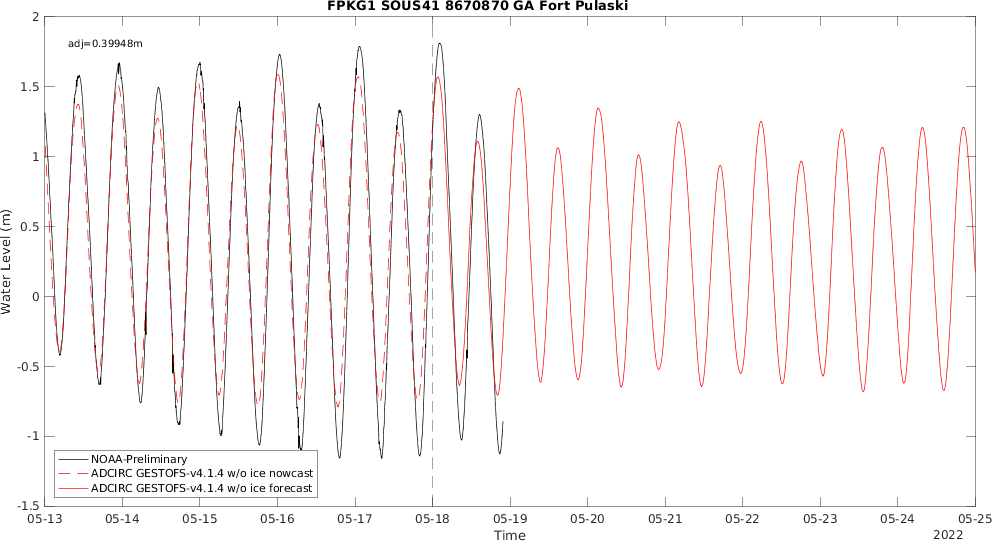 FPKG1 SOUS41 8670870 GA Fort Pulaski
adj=0.39948m
2
1.5
1
0.5
0
-0.5
-1
-1.5
Water Level (m)
NOAA-Preliminary
ADCIRC GESTOFS-v4.1.4 w/o ice nowcast
ADCIRC GESTOFS-v4.1.4 w/o ice forecast
05-13 05-14 05-15 05-16 05-17 05-18 05-19 05-20 05-21 05-22 05-23 05-24 05-25
Time
2022